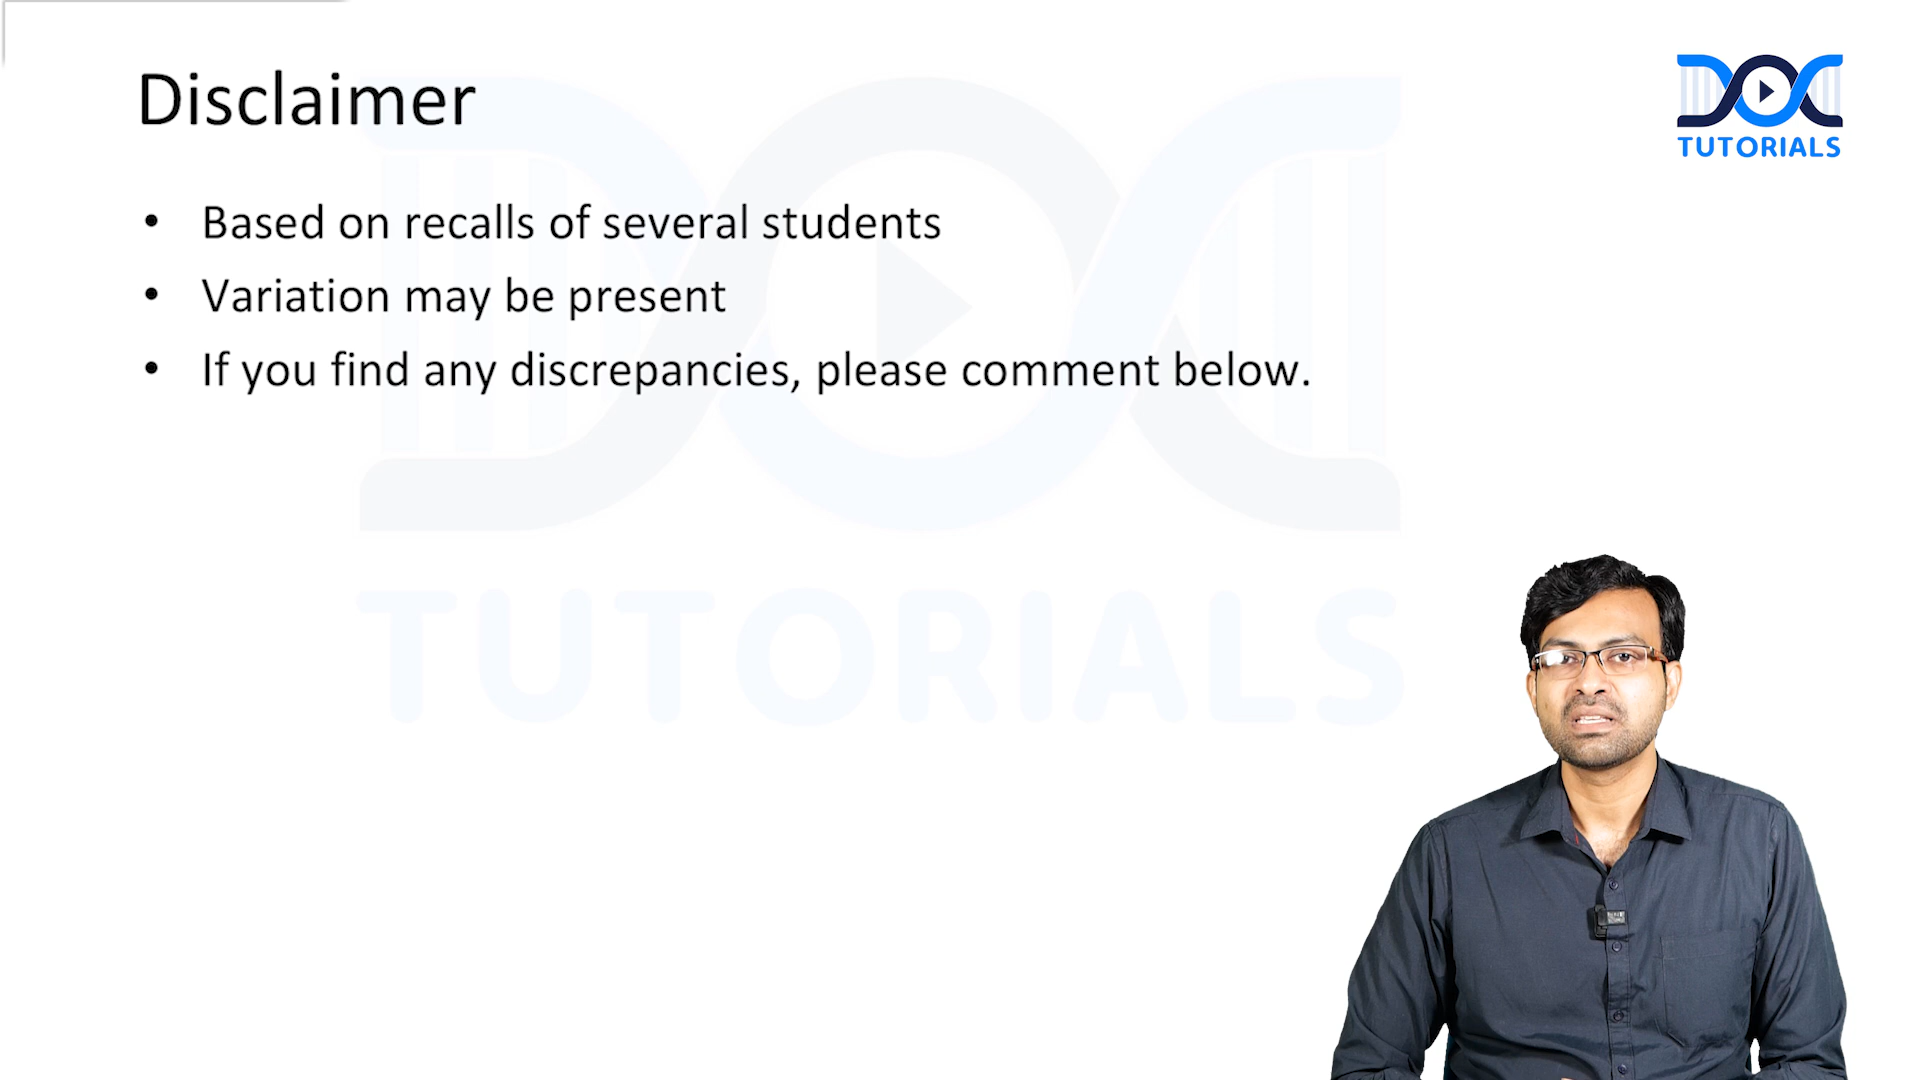 Disclaimer
TUTORIALS
• Based on recalls of several students
• Variation may be present
• If you find any discrepancies, please comment below.
TUTORIALS